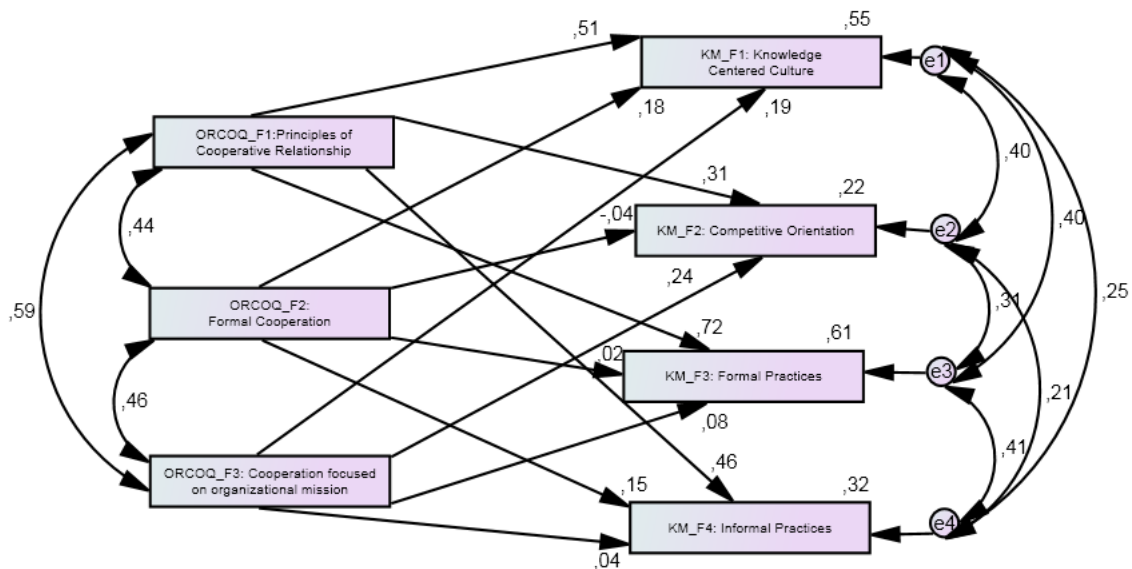 ,51
,55
KM_F1: Knowledge
Centered Culture
e1
,18
,19
ORCOQ_F1:Principles of
Cooperative Relationship
,40
,31
,22
-,04
KM_F2: Competitive Orientation
e2
,40
,44
,24
,59
ORCOQ_F2:
Formal Cooperation
,31
,25
,72
,61
,02
KM_F3: Formal Practices
e3
,46
,08
,21
,41
ORCOQ_F3: Cooperation focused
on organizational mission
,46
,15
,32
KM_F4: Informal Practices
e4
,04